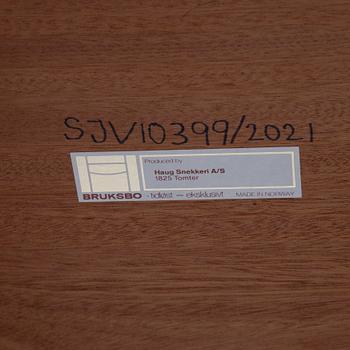 SJV10399/2021
Produced by
Haug Snekkeri A/S
1825 Tomter
BRUKSBO - tidløst — eksklusivt MADE IN NORWAY